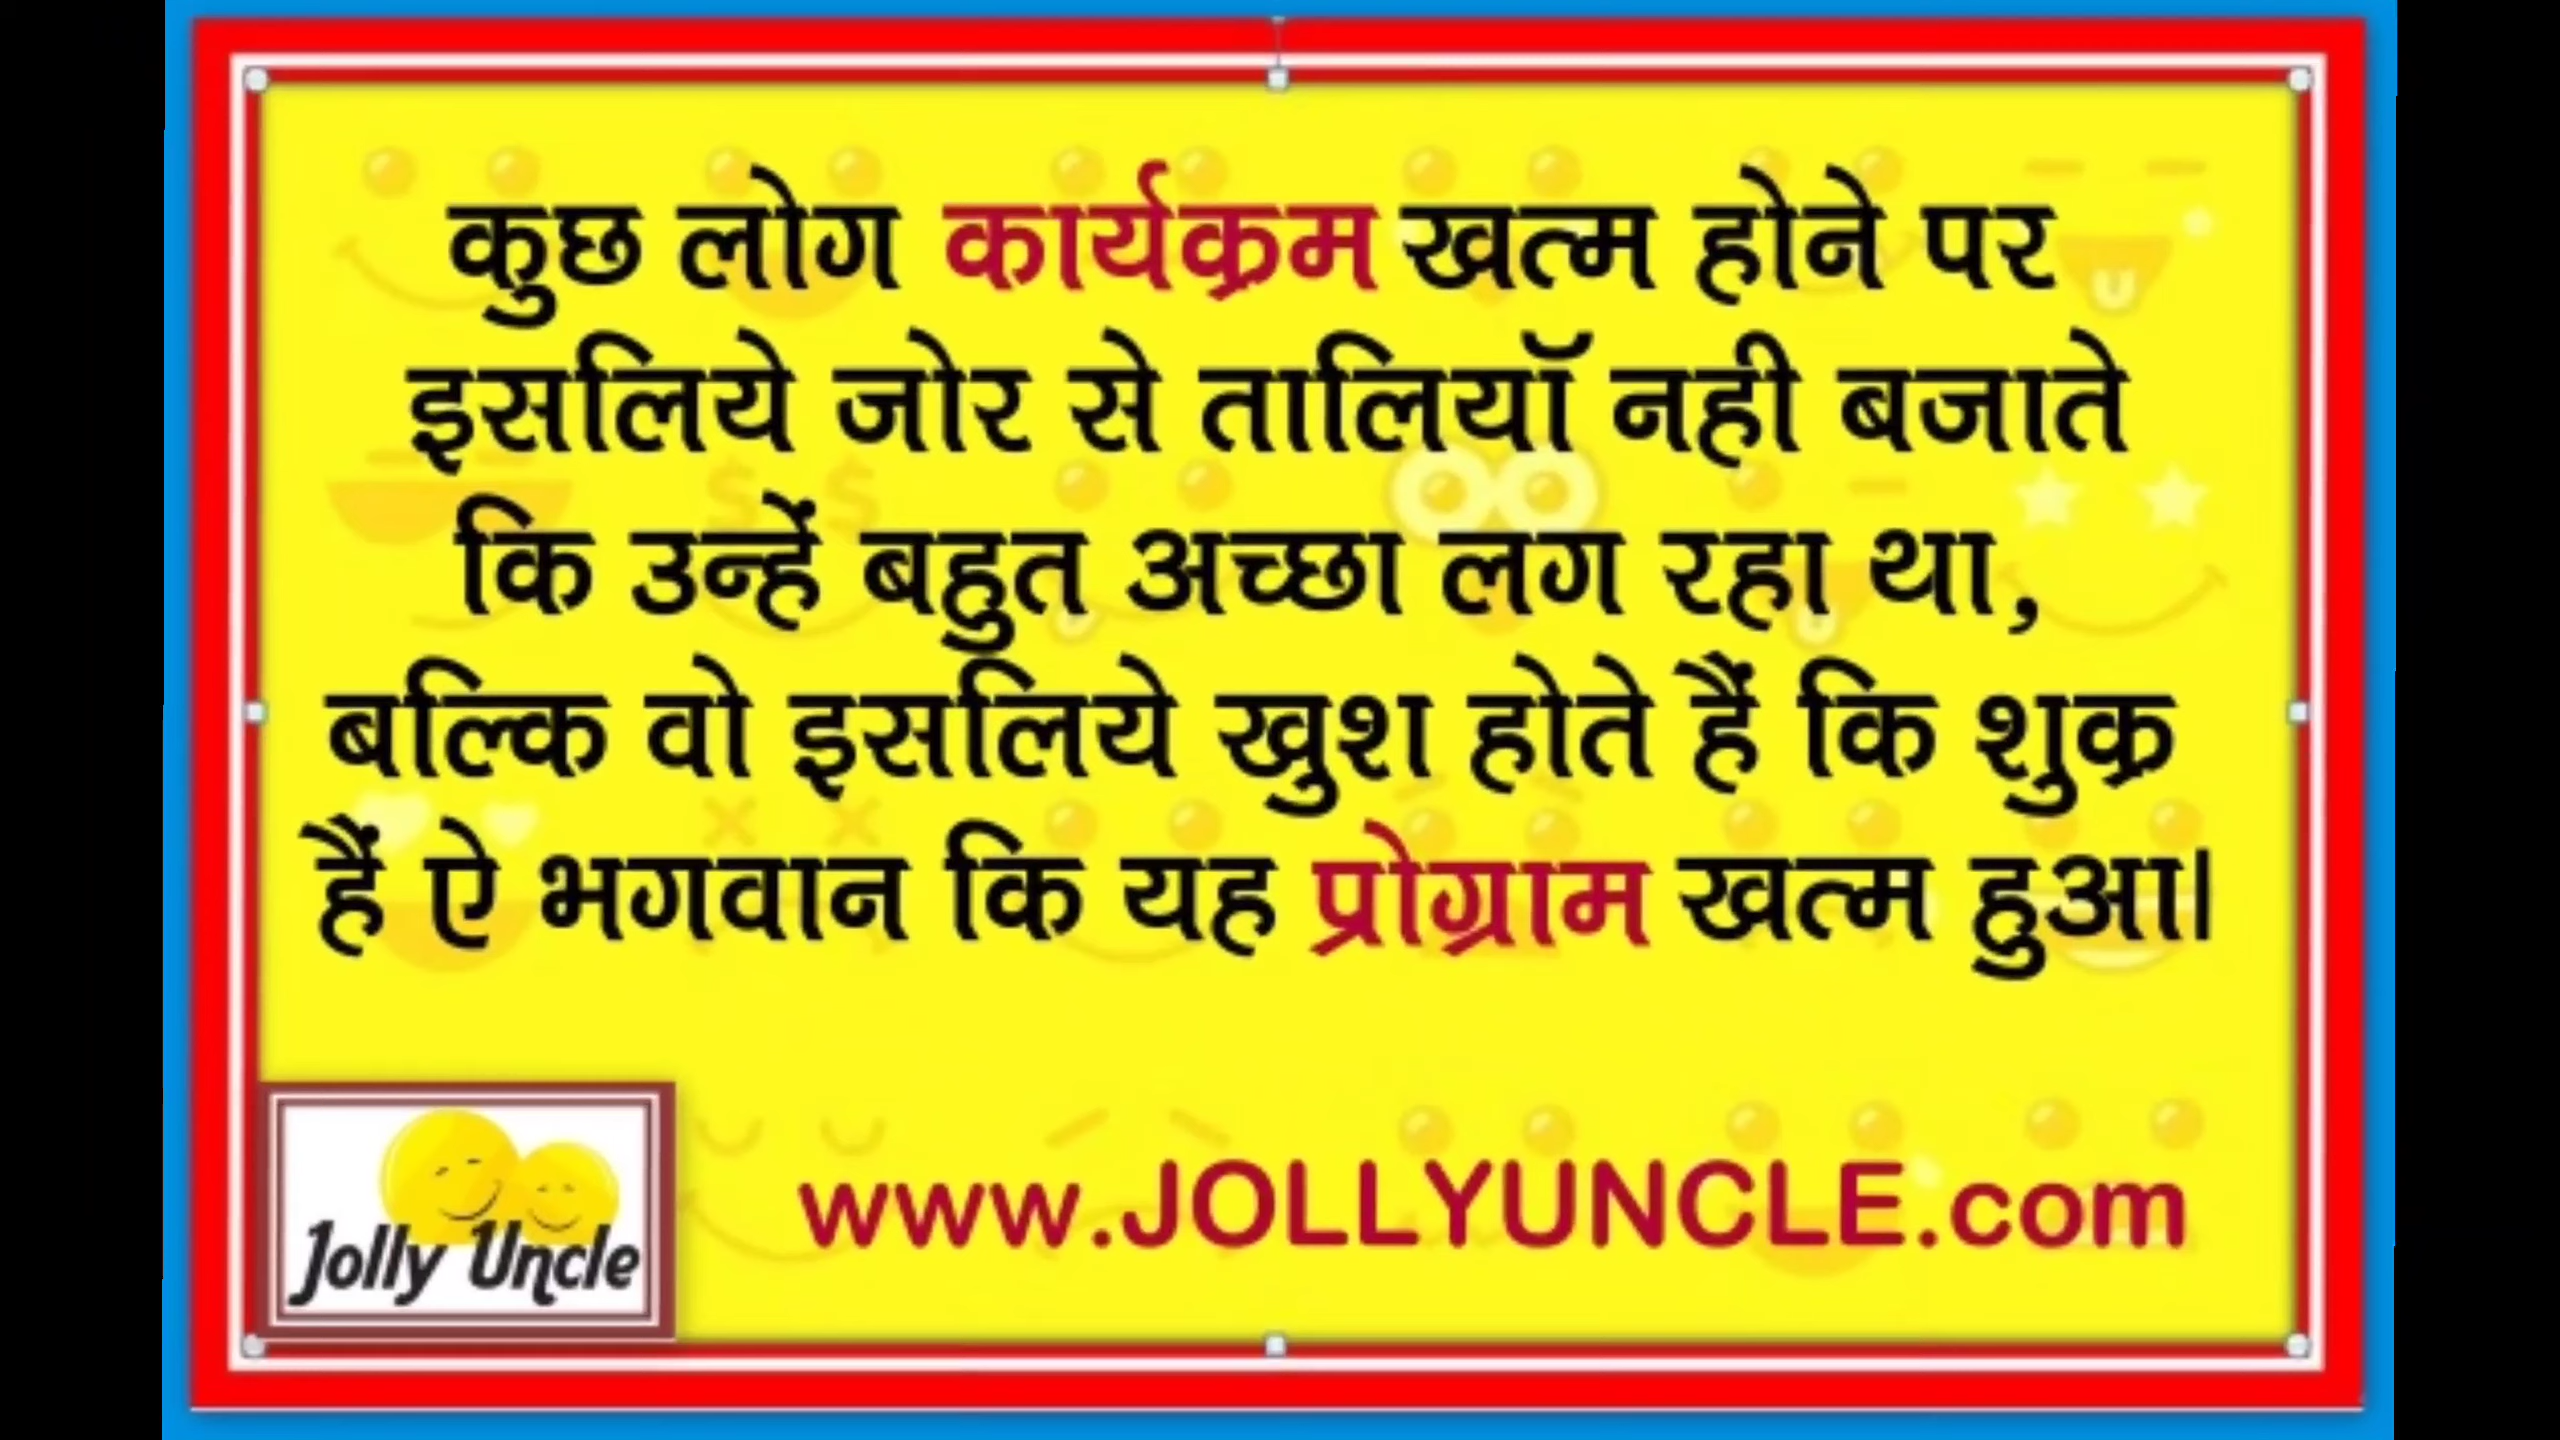 कुछ लोग कार्यक्रम खत्म होने पर
इसलिये जोर से तालियॉ नही बजाते
कि उन्हें बहुत अच्छा लग रहा था,
बल्कि वो इसलिये खुश होते हैं कि शुक्र
हैं ऐ भगवान कि यह प्रोग्राम खत्म हुआ।
Jolly Uncle
www.JOLLYUNCLE.com